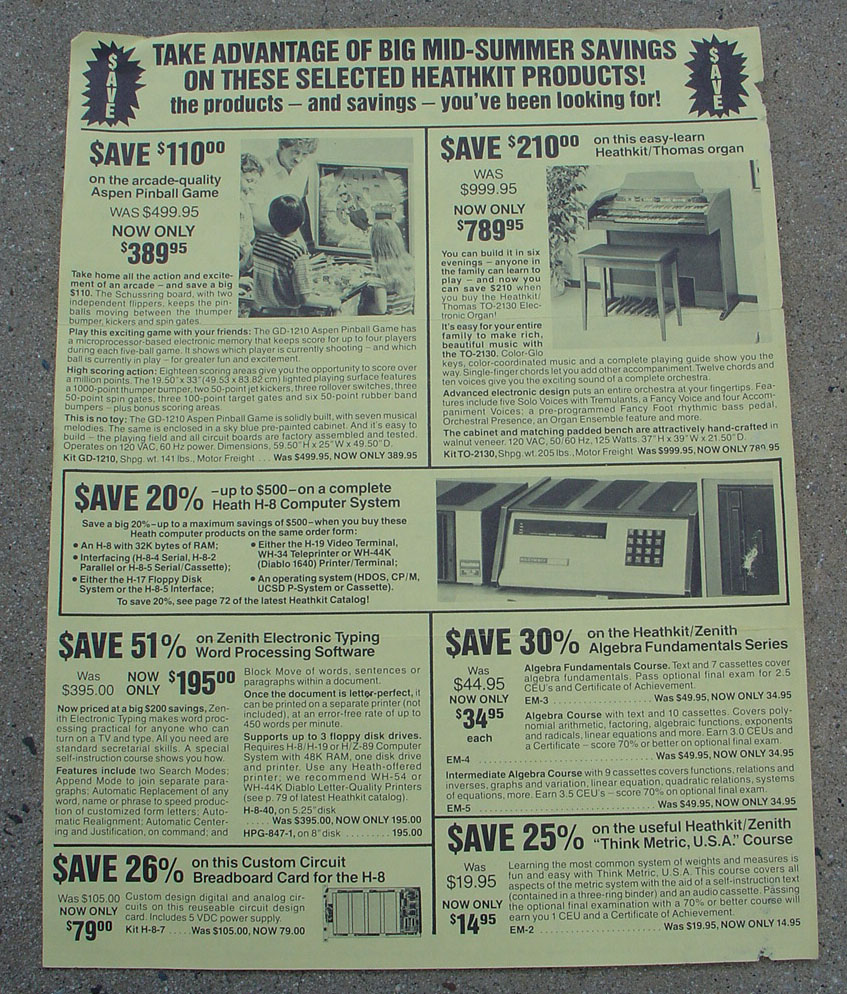 SAVE
TAKE ADVANTAGE OF BIG MID-SUMMER SAVINGS
ON THESE SELECTED HEATHKIT PRODUCTS!
the products – and savings – you've been looking for!
SAVE
$AVE $110⁰⁰
on the arcade-quality
Aspen Pinball Game
WAS $499.95
NOW ONLY
$389⁹⁵
Take home all the action and excite-
ment of an arcade – and save a big
$110. The Schussring board, with two
independent flippers, keeps the pin-
balls moving between the thumper
bumper, kickers and spin gates.
Play this exciting game with your friends: The GD-1210 Aspen Pinball Game has
a microprocessor-based electronic memory that keeps score for up to four players
during each five-ball game. It shows which player is currently shooting – and which
ball is currently in play – for greater fun and excitement.
High scoring action: Eighteen scoring areas give you the opportunity to score over
a million points. The 19.50" x 33" (49.53 x 83.82 cm) lighted playing surface features
a 1000-point thumper bumper, two 50-point jet kickers, three rollover switches, three
50-point spin gates, three 100-point target gates and six 50-point rubber band
bumpers – plus bonus scoring areas.
This is no toy: The GD-1210 Aspen Pinball Game is solidly built, with seven musical
melodies. The same is enclosed in a sky blue pre-painted cabinet. And it's easy to
build – the playing field and all circuit boards are factory assembled and tested.
Operates on 120 VAC, 60 Hz power. Dimensions, 59.50"H x 25"W x 49.50"D.
Kit GD-1210, Shpg. wt. 141 lbs., Motor Freight ... Was $499.95, NOW ONLY 389.95
$AVE $210⁰⁰
on this easy-learn
Heathkit/Thomas organ
WAS
$999.95
NOW ONLY
$789⁹⁵
You can build it in six
evenings – anyone in
the family can learn to
play – and now you
can save $210 when
you buy the Heathkit/
Thomas TO-2130 Elec-
tronic Organ!
It's easy for your entire
family to make rich,
beautiful music with
the TO-2130. Color-Glo
keys, color-coordinated music and a complete playing guide show you the
way. Single-finger chords let you add other accompaniment. Twelve chords and
ten voices give you the exciting sound of a complete orchestra.
Advanced electronic design puts an entire orchestra at your fingertips. Fea-
tures include five Solo Voices with Tremulants, a Fancy Voice and four Accom-
paniment Voices; a pre-programmed Fancy Foot rhythmic bass pedal,
Orchestral Presence, an Organ Ensemble feature and more.
The cabinet and matching padded bench are attractively hand-crafted in
walnut veneer. 120 VAC, 50/60 Hz, 125 Watts. 37"H x 39"W x 21.50"D.
Kit TO-2130, Shpg. wt. 205 lbs., Motor Freight Was $999.95, NOW ONLY 789.95
$AVE 20%
–up to $500–on a complete
Heath H-8 Computer System
Save a big 20%–up to a maximum savings of $500–when you buy these
Heath computer products on the same order form:
• An H-8 with 32K bytes of RAM;
• Interfacing (H-8-4 Serial, H-8-2
Parallel or H-8-5 Serial/Cassette);
• Either the H-17 Floppy Disk
System or the H-8-5 Interface;
• Either the H-19 Video Terminal,
WH-34 Teleprinter or WH-44K
(Diablo 1640) Printer/Terminal;
• An operating system (HDOS, CP/M,
UCSD P-System or Cassette).
To save 20%, see page 72 of the latest Heathkit Catalog!
$AVE 51%
on Zenith Electronic Typing
Word Processing Software
Was
$395.00
NOW
ONLY
$195⁰⁰
Now priced at a big $200 savings, Zen-
ith Electronic Typing makes word proc-
essing practical for anyone who can
turn on a TV and type. All you need are
standard secretarial skills. A special
self-instruction course shows you how.
Features include two Search Modes;
Append Mode to join separate para-
graphs; Automatic Replacement of any
word, name or phrase to speed produc-
tion of customized form letters; Auto-
matic Realignment; Automatic Center-
ing and Justification, on command; and
Block Move of words, sentences or
paragraphs within a document.
Once the document is letter-perfect, it
can be printed on a separate printer (not
included), at an error-free rate of up to
450 words per minute.
Supports up to 3 floppy disk drives.
Requires H-8/H-19 or H/Z-89 Computer
System with 48K RAM, one disk drive
and printer. Use any Heath-offered
printer; we recommend WH-54 or
WH-44K Diablo Letter-Quality Printers
(see p. 79 of latest Heathkit catalog).
H-8-40, on 5.25" disk
..... Was $395.00, NOW ONLY 195.00
HPG-847-1, on 8" disk .......... 195.00
$AVE 30%
on the Heathkit/Zenith
Algebra Fundamentals Series
Was
$44.95
NOW ONLY
$34⁹⁵
each
Algebra Fundamentals Course. Text and 7 cassettes cover
algebra fundamentals. Pass optional final exam for 2.5
CEU's and Certificate of Achievement.
EM-3 ............ Was $49.95, NOW ONLY 34.95
Algebra Course with text and 10 cassettes. Covers poly-
nomial arithmetic, factoring, algebraic functions, exponents
and radicals, linear equations and more. Earn 3.0 CEU's and
a Certificate – score 70% or better on optional final exam.
EM-4 ............ Was $49.95, NOW ONLY 34.95
Intermediate Algebra Course with 9 cassettes covers functions, relations and
inverses, graphs and variation, linear equation, quadratic relations, systems
of equations, more. Earn 3.5 CEU's – score 70% on optional final exam.
EM-5 ............ Was $49.95, NOW ONLY 34.95
$AVE 26%
on this Custom Circuit
Breadboard Card for the H-8
Was $105.00
NOW ONLY
$79⁰⁰
Custom design digital and analog cir-
cuits on this reuseable circuit design
card. Includes 5 VDC power supply.
Kit H-8-7 ..... Was $105.00, NOW 79.00
$AVE 25%
on the useful Heathkit/Zenith
"Think Metric, U.S.A." Course
Was
$19.95
NOW ONLY
$14⁹⁵
Learning the most common system of weights and measures is
fun and easy with Think Metric, U.S.A. This course covers all
aspects of the metric system with the aid of a self-instruction text
(contained in a three-ring binder) and an audio cassette. Passing
the optional final examination with a 70% or better course will
earn you 1 CEU and a Certificate of Achievement.
EM-2 ............ Was $19.95, NOW ONLY 14.95